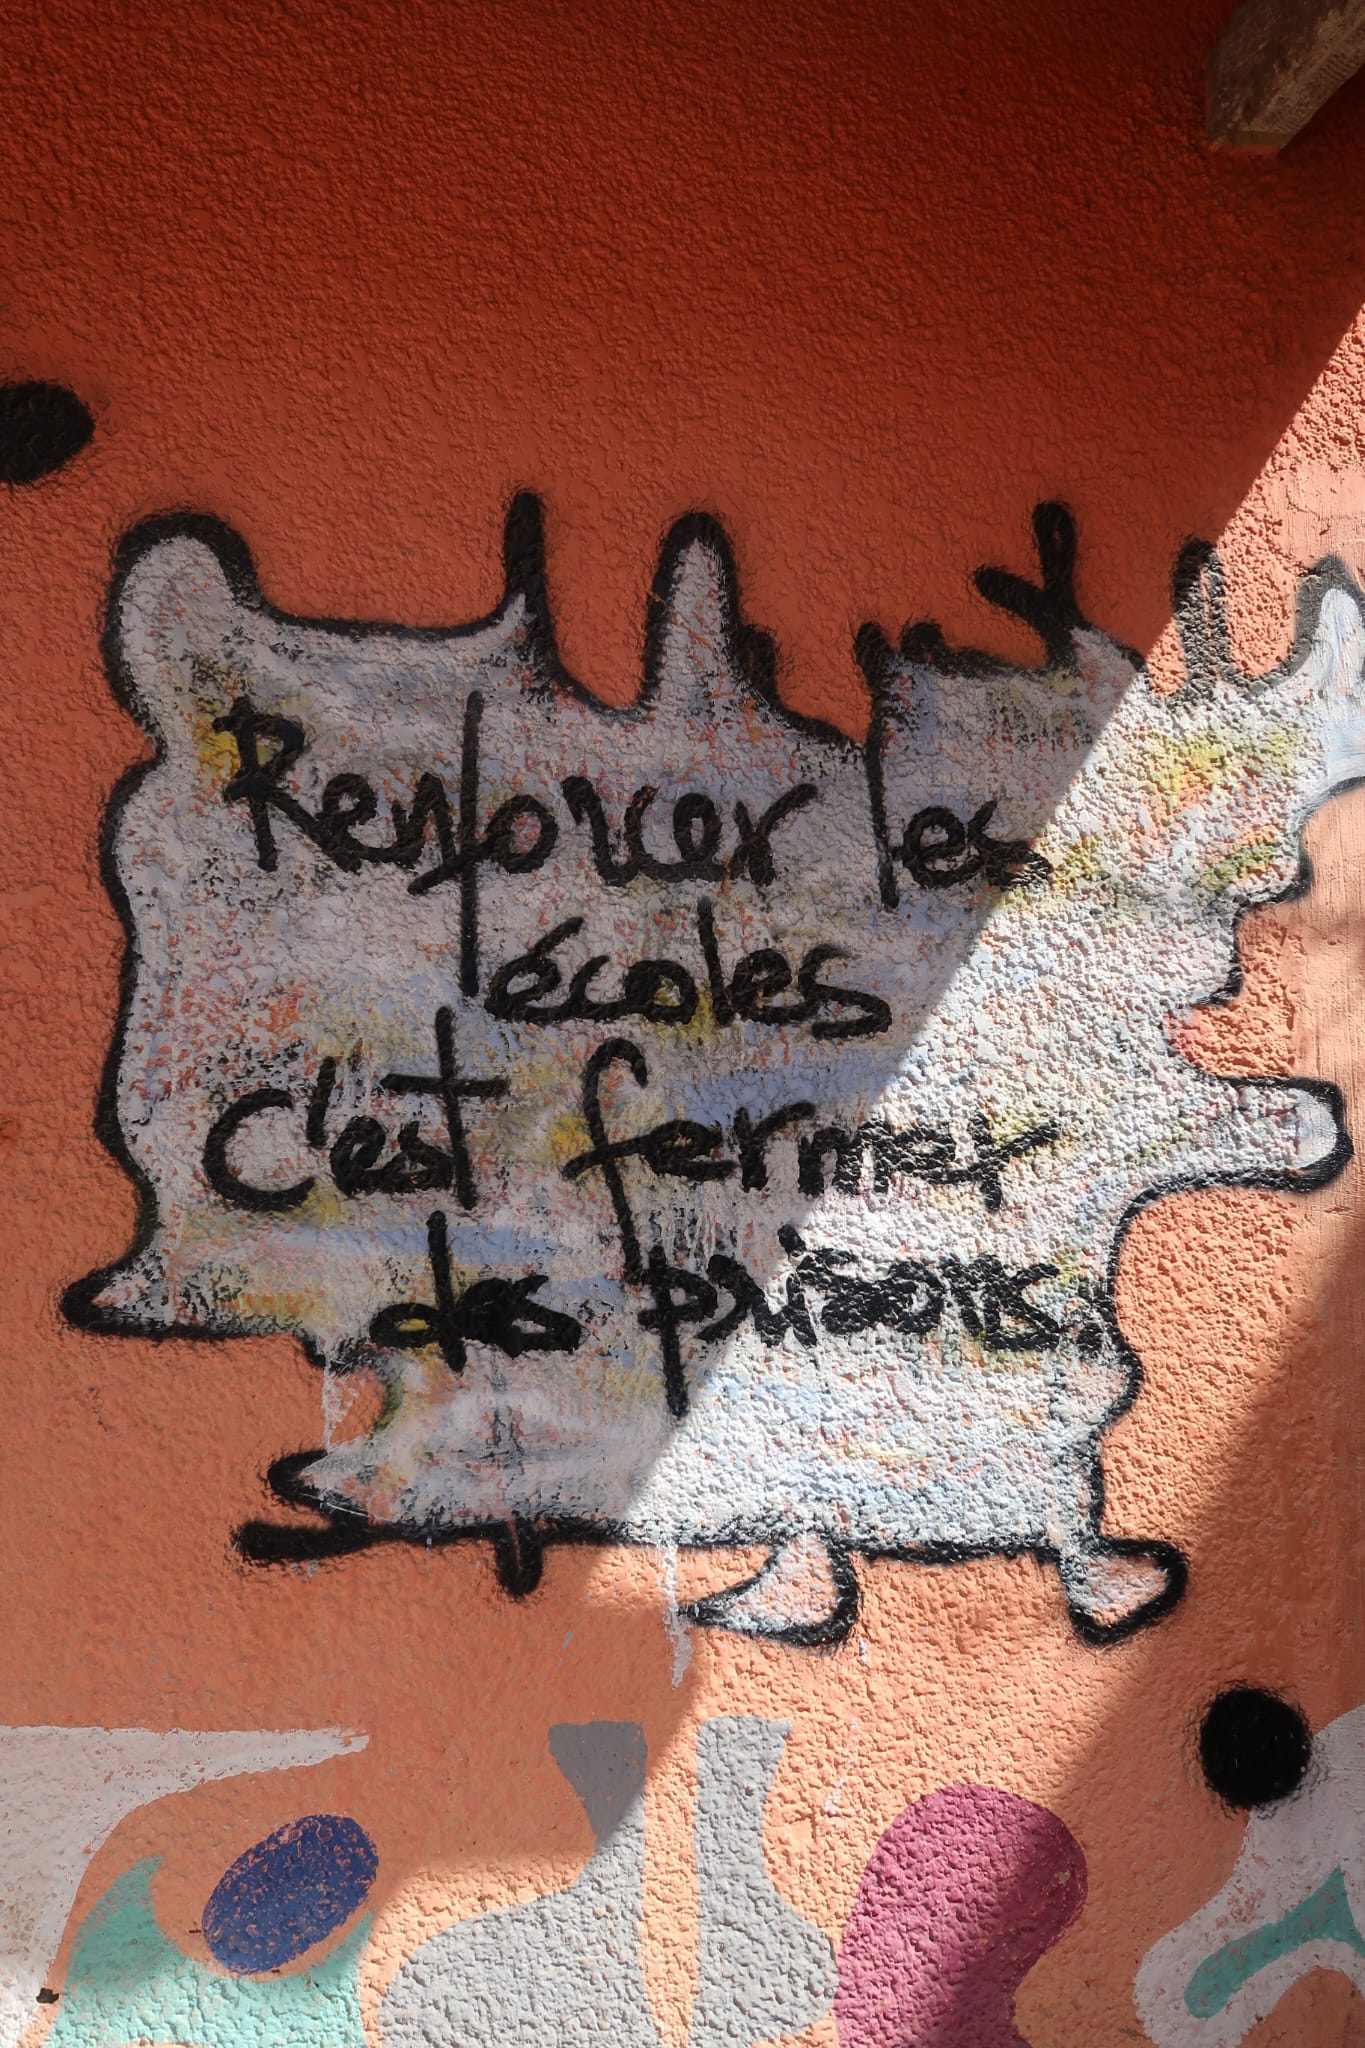 Renforcer les
écoles
c'est fermer
des prisons.